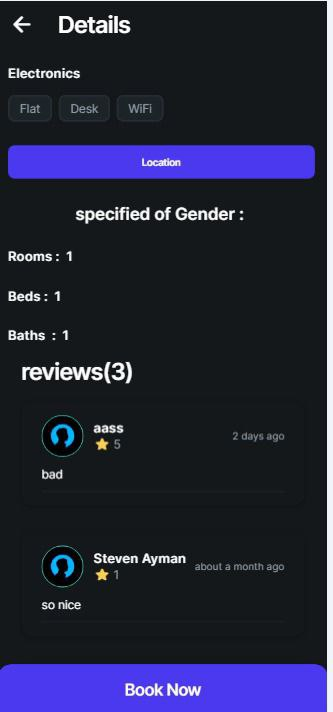 Details
Electronics
Flat Desk WiFi
Location
specified of Gender :
Rooms : 1
Beds : 1
Baths : 1
reviews(3)
aass
5
2 days ago
bad
Steven Ayman
1
about a month ago
so nice
Book Now